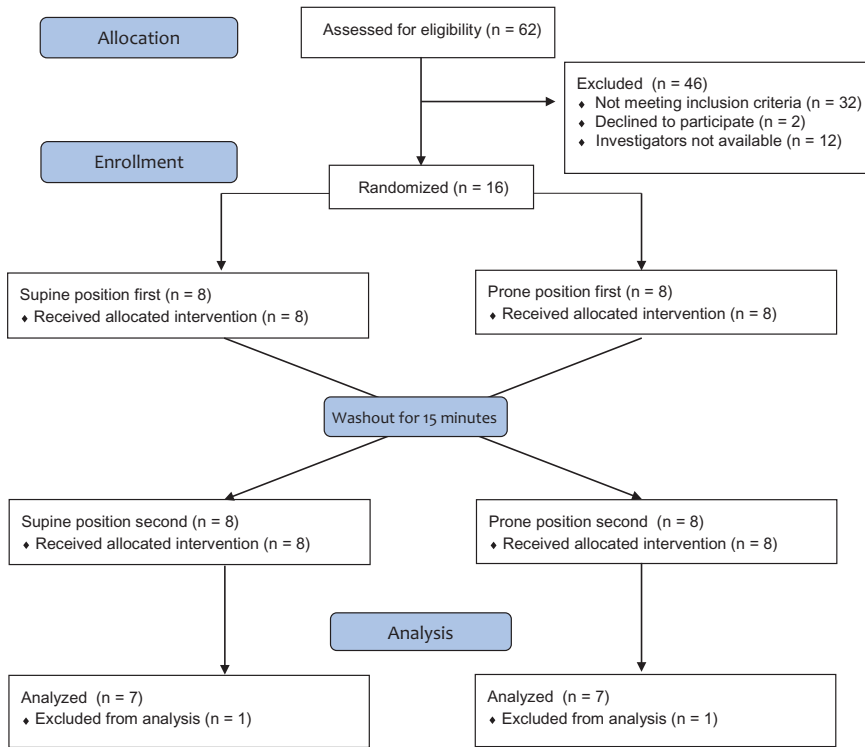 Allocation
Assessed for eligibility (n = 62)
Excluded (n = 46)
♦ Not meeting inclusion criteria (n = 32)
♦ Declined to participate (n = 2)
♦ Investigators not available (n = 12)
Enrollment
Randomized (n = 16)
Supine position first (n = 8)
♦ Received allocated intervention (n = 8)
Prone position first (n = 8)
♦ Received allocated intervention (n = 8)
Washout for 15 minutes
Supine position second (n = 8)
♦ Received allocated intervention (n = 8)
Prone position second (n = 8)
♦ Received allocated intervention (n = 8)
Analysis
Analyzed (n = 7)
♦ Excluded from analysis (n = 1)
Analyzed (n = 7)
♦ Excluded from analysis (n = 1)